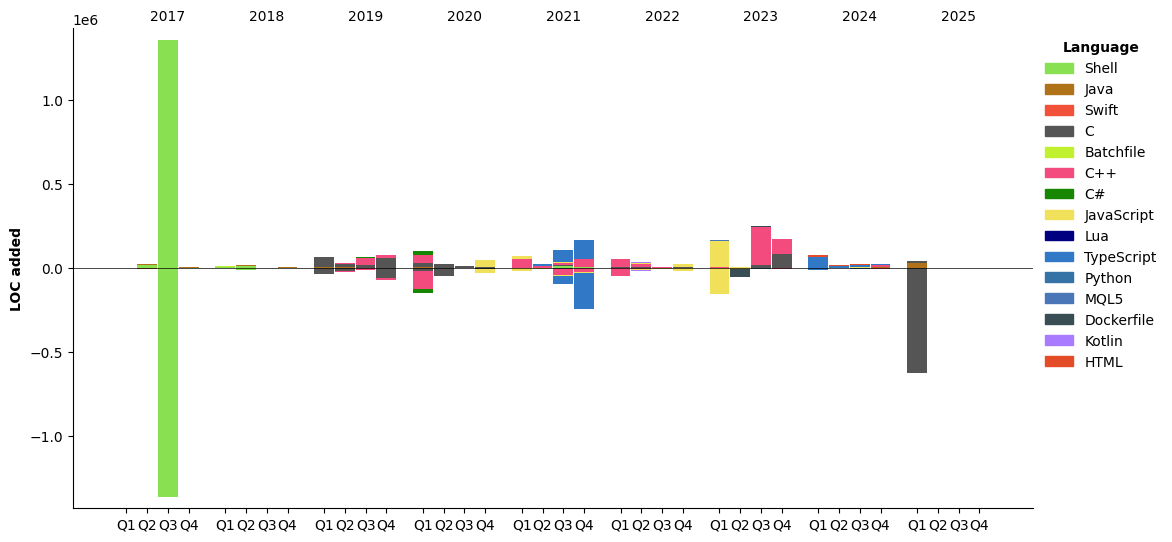 1e6
2017 2018 2019 2020 2021 2022 2023 2024 2025
LOC added
1.0
0.5
0.0
−0.5
−1.0
Q1 Q2 Q3 Q4 Q1 Q2 Q3 Q4 Q1 Q2 Q3 Q4 Q1 Q2 Q3 Q4 Q1 Q2 Q3 Q4 Q1 Q2 Q3 Q4 Q1 Q2 Q3 Q4 Q1 Q2 Q3 Q4 Q1 Q2 Q3 Q4
Language
Shell
Java
Swift
C
Batchfile
C++
C#
JavaScript
Lua
TypeScript
Python
MQL5
Dockerfile
Kotlin
HTML